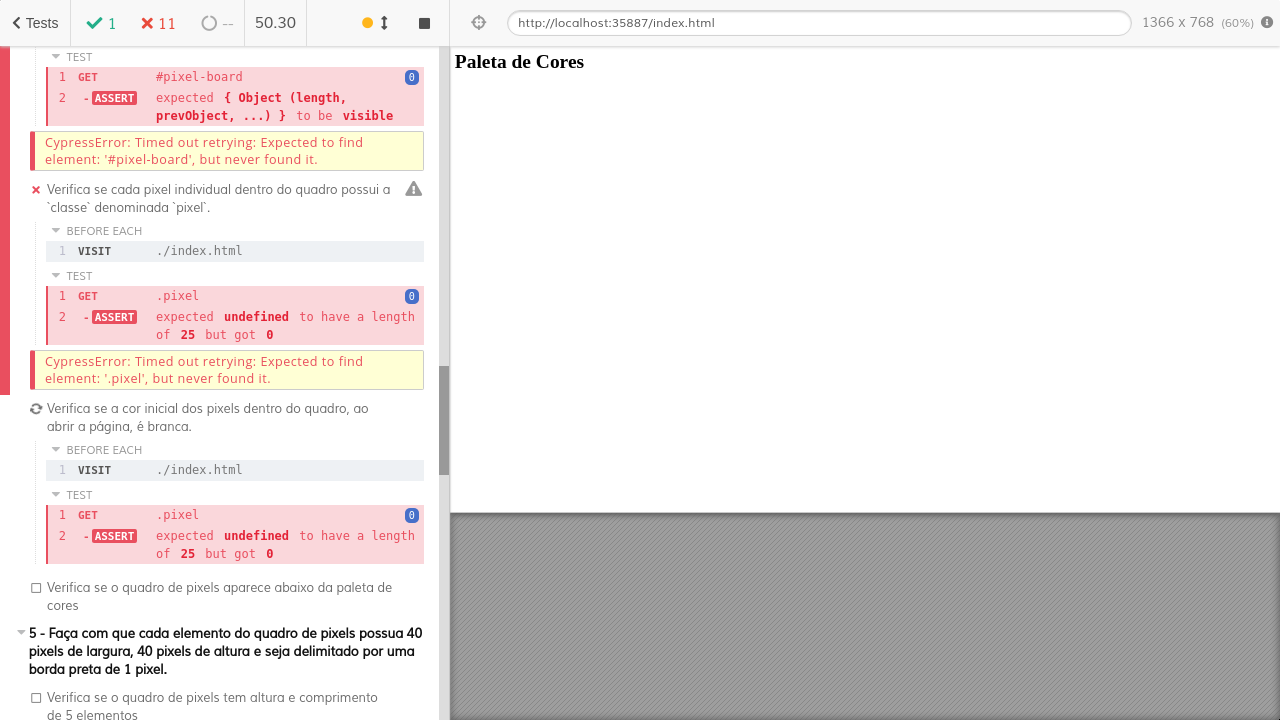 Tests 1 11 -- 50.30 http://localhost:35887/index.html 1366 x 768 (60%)
TEST
1 GET #pixel-board 0
2 -ASSERT expected { Object (length,
prevObject, ...) } to be visible
CypressError: Timed out retrying: Expected to find
element: '#pixel-board', but never found it.
Verifica se cada pixel individual dentro do quadro possui a
`classe` denominada `pixel`.
BEFORE EACH
1 VISIT ./index.html
TEST
1 GET .pixel 0
2 -ASSERT expected undefined to have a length
of 25 but got 0
CypressError: Timed out retrying: Expected to find
element: '.pixel', but never found it.
Verifica se a cor inicial dos pixels dentro do quadro, ao
abrir a página, é branca.
BEFORE EACH
1 VISIT ./index.html
TEST
1 GET .pixel 0
2 -ASSERT expected undefined to have a length
of 25 but got 0
Verifica se o quadro de pixels aparece abaixo da paleta de
cores
5 - Faça com que cada elemento do quadro de pixels possua 40
pixels de largura, 40 pixels de altura e seja delimitado por uma
borda preta de 1 pixel.
Verifica se o quadro de pixels tem altura e comprimento
de 5 elementos
Paleta de Cores